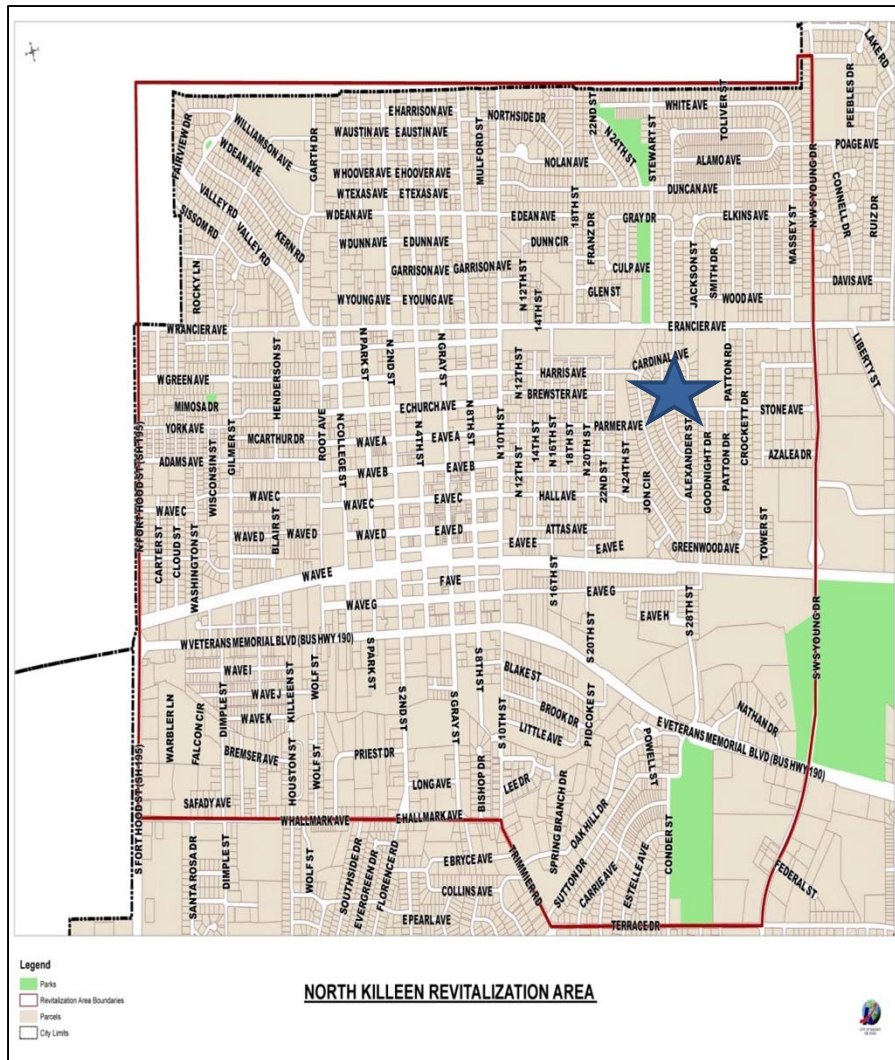 LAKE RD
PEEBLES DR
WHITE AVE
TOLIVER ST
22ND ST
N 24TH ST
STEWART ST
E HARRISON AVE
NORTHSIDE DR
W AUSTIN AVE
E AUSTIN AVE
MULFORD ST
WILLIAMSON AVE
FAIRVIEW DR
W DEAN AVE
GARTH DR
POAGE AVE
ALAMO AVE
NOLAN AVE
W HOOVER AVE
E HOOVER AVE
W TEXAS AVE
E TEXAS AVE
DUNCAN AVE
N W S YOUNG DR
CONNELL DR
RUIZ DR
VALLEY RD
SISSOM RD
VALLEY RD
KERN RD
W DEAN AVE
E DEAN AVE
18TH ST
GRAY DR
ELKINS AVE
MASSEY ST
FRANZ DR
W DUNN AVE
E DUNN AVE
DUNN CIR
GARRISON AVE
GARRISON AVE
CULP AVE
JACKSON ST
SMITH DR
DAVIS AVE
ROCKY LN
N 12TH ST
14TH ST
GLEN ST
WOOD AVE
W YOUNG AVE
E YOUNG AVE
W RANCIER AVE
E RANCIER AVE
N PARK ST
N 2ND ST
N GRAY ST
LIBERTY ST
CARDINAL AVE
PATTON RD
HENDERSON ST
W GREEN AVE
HARRIS AVE
N 12TH ST
BREWSTER AVE
MIMOSA DR
E CHURCH AVE
N 8TH ST
STONE AVE
YORK AVE
ROOT AVE
N COLLEGE ST
N 4TH ST
N 10TH ST
PARMER AVE
CROCKETT DR
GILMER ST
MCARTHUR DR
W AVE A
E AVE A
14TH ST
N 16TH ST
18TH ST
N 20TH ST
ALEXANDER ST
GOODNIGHT DR
PATTON DR
AZALEA DR
ADAMS AVE
WISCONSIN ST
W AVE B
E AVE B
N 12TH ST
22ND ST
N 24TH ST
JON CIR
N FORT HOOD ST (SH 195)
W AVE C
W AVE C
W AVE C
E AVE C
HALL AVE
BLAIR ST
W AVE D
W AVE D
W AVE D
E AVE D
ATTAS AVE
TOWER ST
CARTER ST
CLOUD ST
WASHINGTON ST
E AVE E
E AVE E
GREENWOOD AVE
W AVE E
F AVE
S 16TH ST
E AVE G
W AVE G
E AVE H
S 28TH ST
S 20TH ST
W VETERANS MEMORIAL BLVD (BUS HWY 190)
S W S YOUNG DR
S PARK ST
S 8TH ST
W AVE I
WOLF ST
BLAKE ST
WARBLER LN
FALCON CIR
DIMPLE ST
W AVE J
KILLEEN ST
S 2ND ST
S GRAY ST
S 10TH ST
BROOK DR
PIDCOKE ST
NATHAN DR
W AVE K
LITTLE AVE
E VETERANS MEMORIAL BLVD (BUS HWY 190)
BREMSER AVE
HOUSTON ST
WOLF ST
PRIEST DR
POWELL ST
BISHOP DR
LEE DR
SPRING BRANCH DR
S FORT HOOD ST (SH 195)
LONG AVE
SAFADY AVE
OAK HILL DR
CONDER ST
W HALLMARK AVE
E HALLMARK AVE
SANTA ROSA DR
DIMPLE ST
WOLF ST
SOUTHSIDE DR
EVERGREEN DR
FLORENCE RD
E BRYCE AVE
TRIMMIER RD
SUTTON DR
CARRIE AVE
ESTELLE AVE
FEDERAL ST
COLLINS AVE
E PEARL AVE
TERRACE DR
Legend
Parks
Revitalization Area Boundaries
Parcels
City Limits
NORTH KILLEEN REVITALIZATION AREA